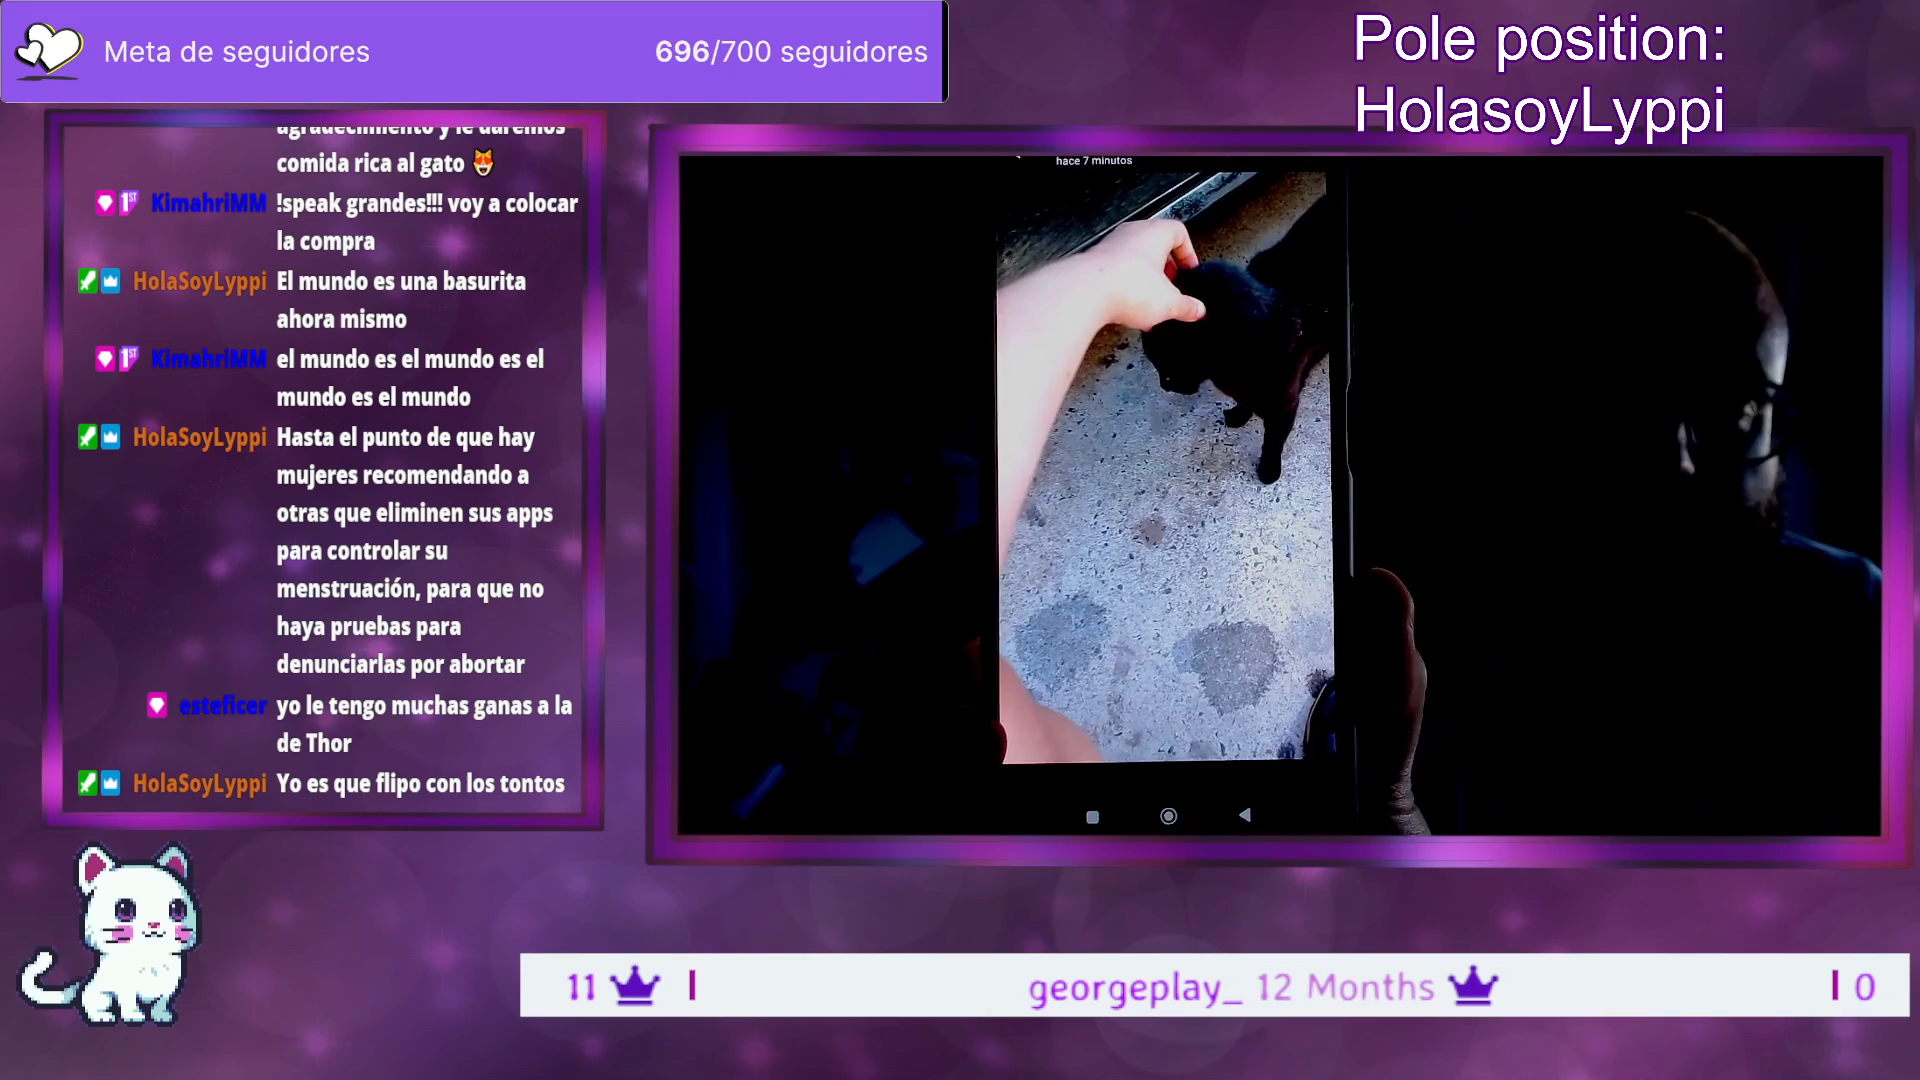 Meta de seguidores 696/700 seguidores
Pole position:
HolasoyLyppi
agradecimiento y le daremos
comida rica al gato
KimahriMM !speak grandes!!! voy a colocar
la compra
HolaSoyLyppi El mundo es una basurita
ahora mismo
KimahriMM el mundo es el mundo es el
mundo es el mundo
HolaSoyLyppi Hasta el punto de que hay
mujeres recomendando a
otras que eliminen sus apps
para controlar su
menstruación, para que no
haya pruebas para
denunciarlas por abortar
esteficer yo le tengo muchas ganas a la
de Thor
HolaSoyLyppi Yo es que flipo con los tontos
hace 7 minutos
11 georgeplay_ 12 Months 0